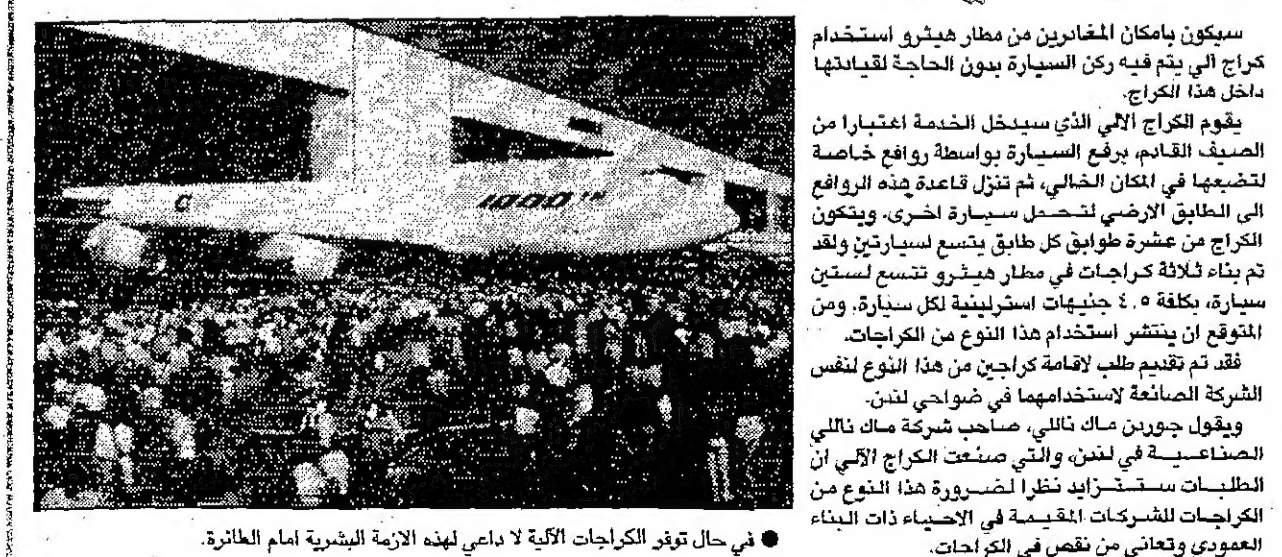 سيكون بامكان المغادرين من مطار هيثرو استخدام
كراج آلي يتم فيه ركن السيارة بدون الحاجة لقيادتها
داخل هذا الكراج.
يقوم الكراج الآلي الذي سيدخل الخدمة اعتبارا من
الصيف القادم، برفع السيارة بواسطة روافع خاصة
لتضعها في المكان الخالي، ثم تنزل قاعدة هذه الروافع
الى الطابق الارضي لتحمل سيارة اخرى. ويتكون
الكراج من عشرة طوابق كل طابق يتسع لسيارتين ولقد
تم بناء ثلاثة كراجات في مطار هيثرو تتسع لستين
سيارة، بكلفة ٤,٥ جنيهات استرلينية لكل سيارة. ومن
المتوقع ان ينتشر استخدام هذا النوع من الكراجات.
فقد تم تقديم طلب لاقامة كراجين من هذا النوع لنفس
الشركة الصانعة لاستخدامهما في ضواحي لندن.
ويقول جوردن ماك ناللي، صاحب شركة ماك ناللي
الصناعية في لندن، والتي صنعت الكراج الآلي ان
الطلبات ستتزايد نظرا لضرورة هذا النوع من
الكراجات للشركات المقيمة في الاحياء ذات البناء
العمودي وتعاني من نقص في الكراجات.
1000 TH
● في حال توفر الكراجات الآلية لا داعي لهذه الازمة البشرية امام الطائرة.